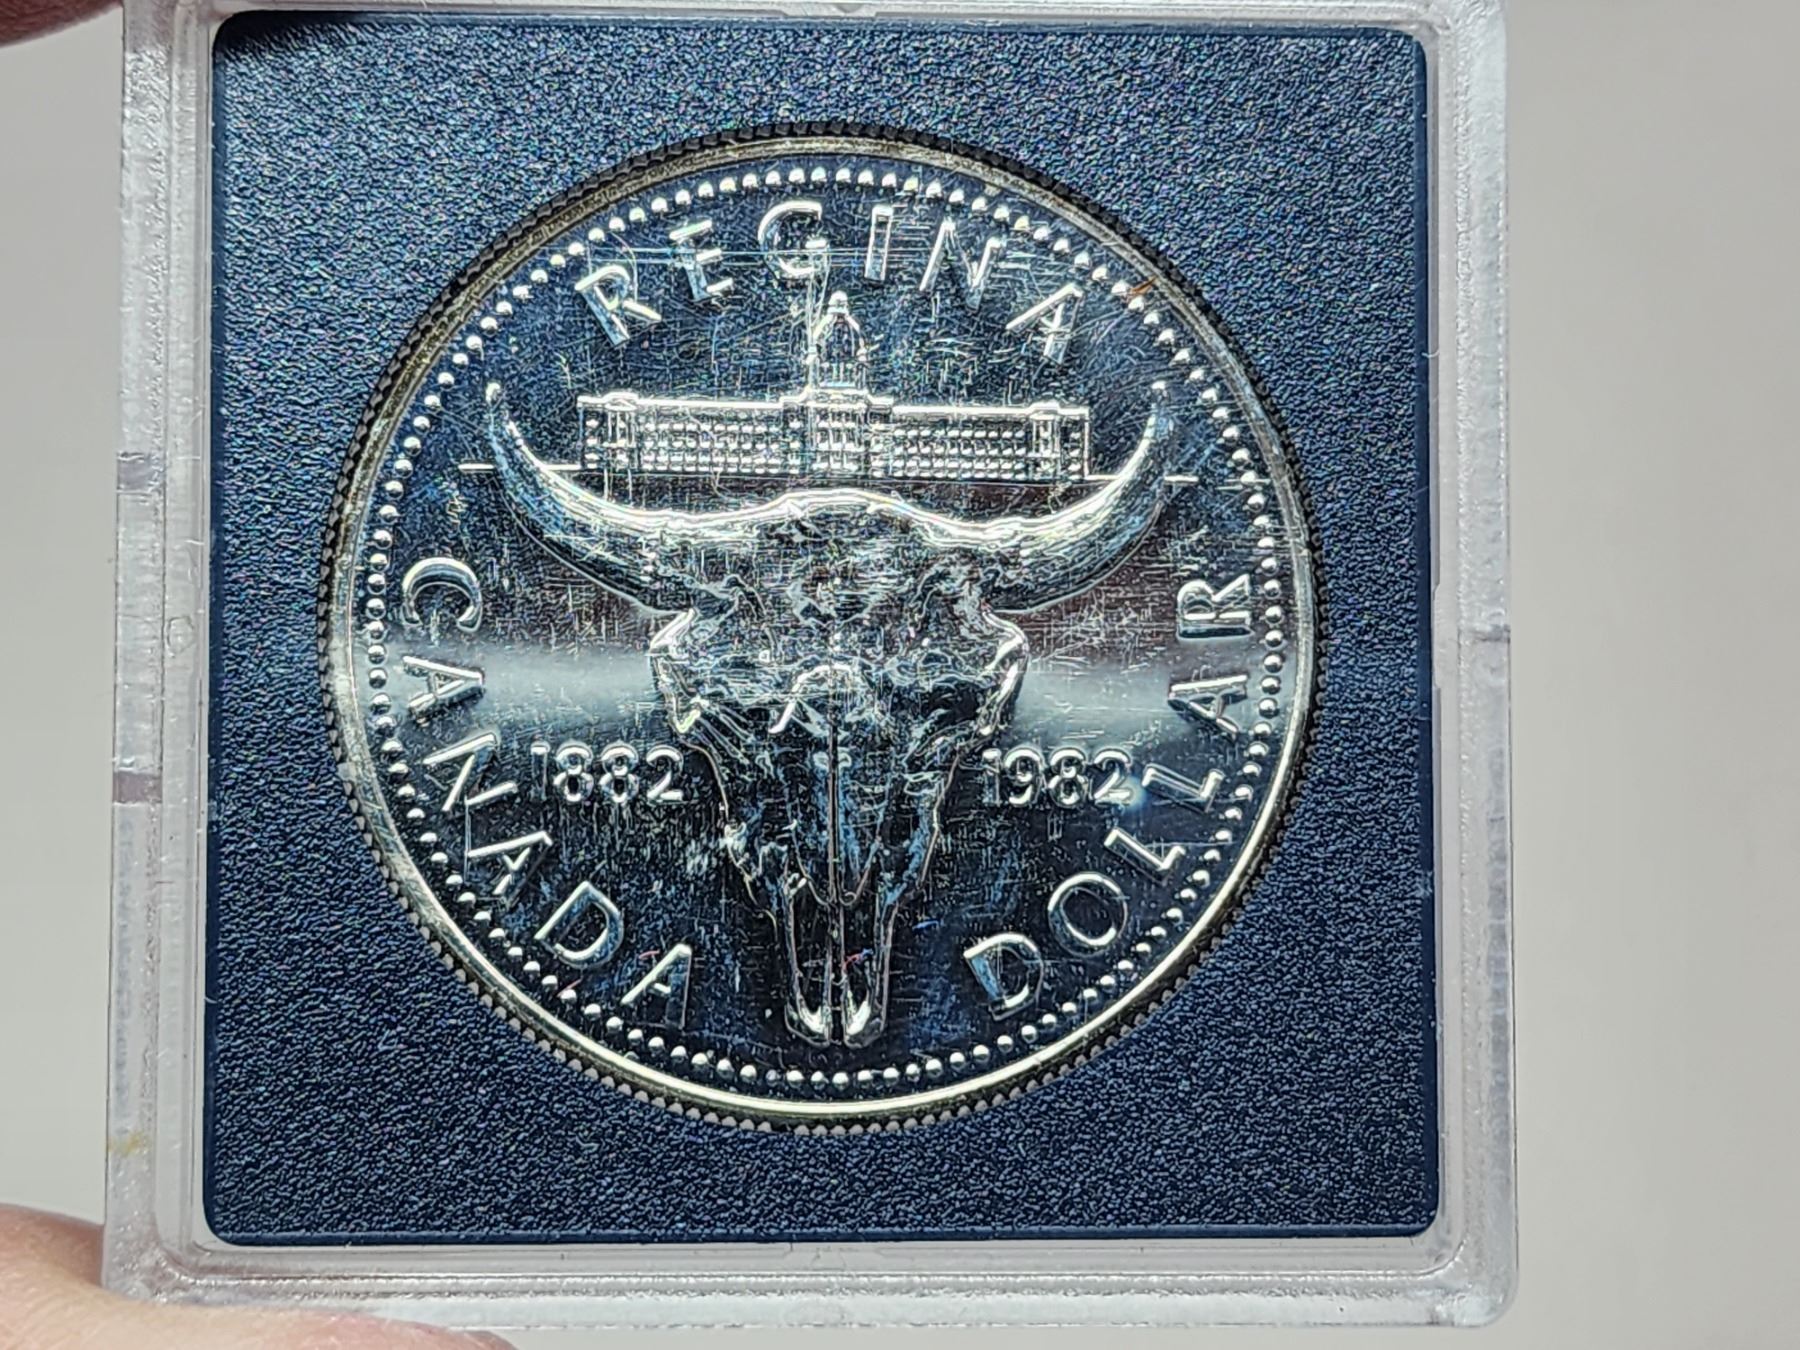 REGINA
CANADA
1882
1982
DOLLAR